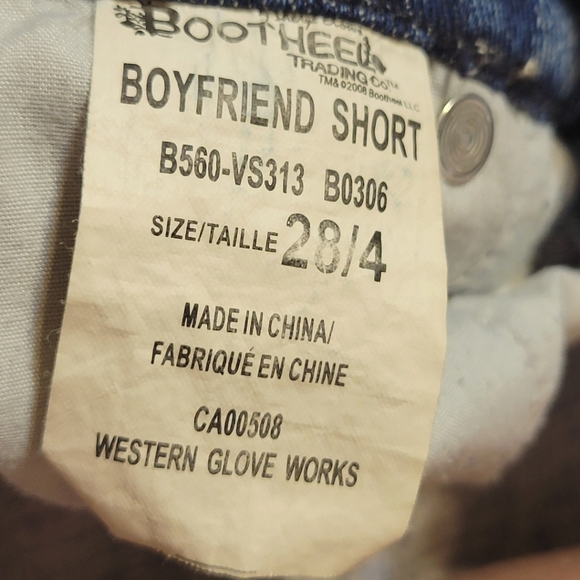 BOOTHEEL
TRADING CO™
TM& ©2008 Bootheel LLC
BOYFRIEND SHORT
B560-VS313 B0306
SIZE/TAILLE 28/4
MADE IN CHINA/
FABRIQUÉ EN CHINE
CA00508
WESTERN GLOVE WORKS